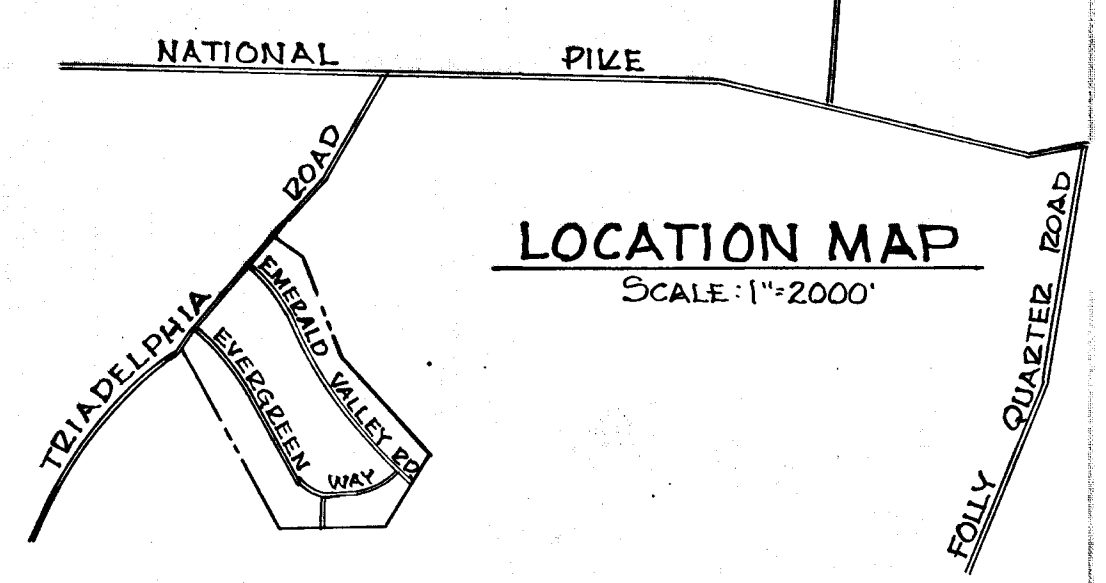 NATIONAL PIKE
TRIADELPHIA ROAD
LOCATION MAP
SCALE: 1"=2000'
EMERALD VALLEY RD
EVERGREEN WAY
FOLLY QUARTER ROAD